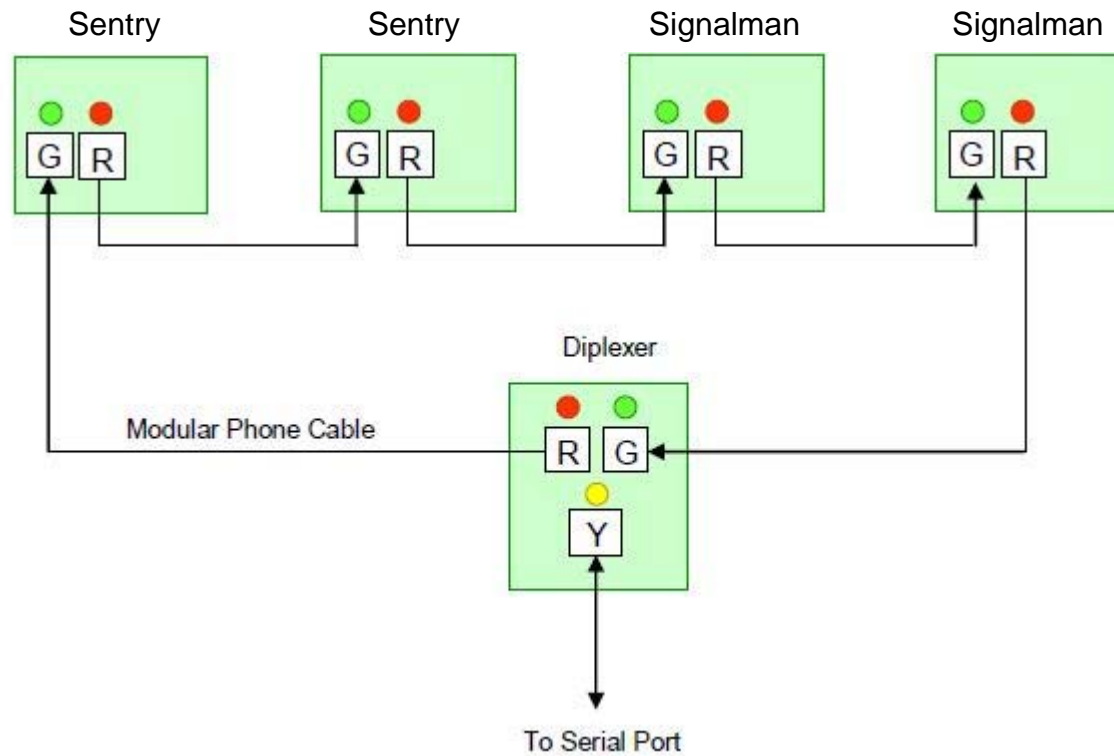 Sentry Sentry Signalman Signalman
G R G R G R G R
Diplexer
Modular Phone Cable
R G
Y
To Serial Port